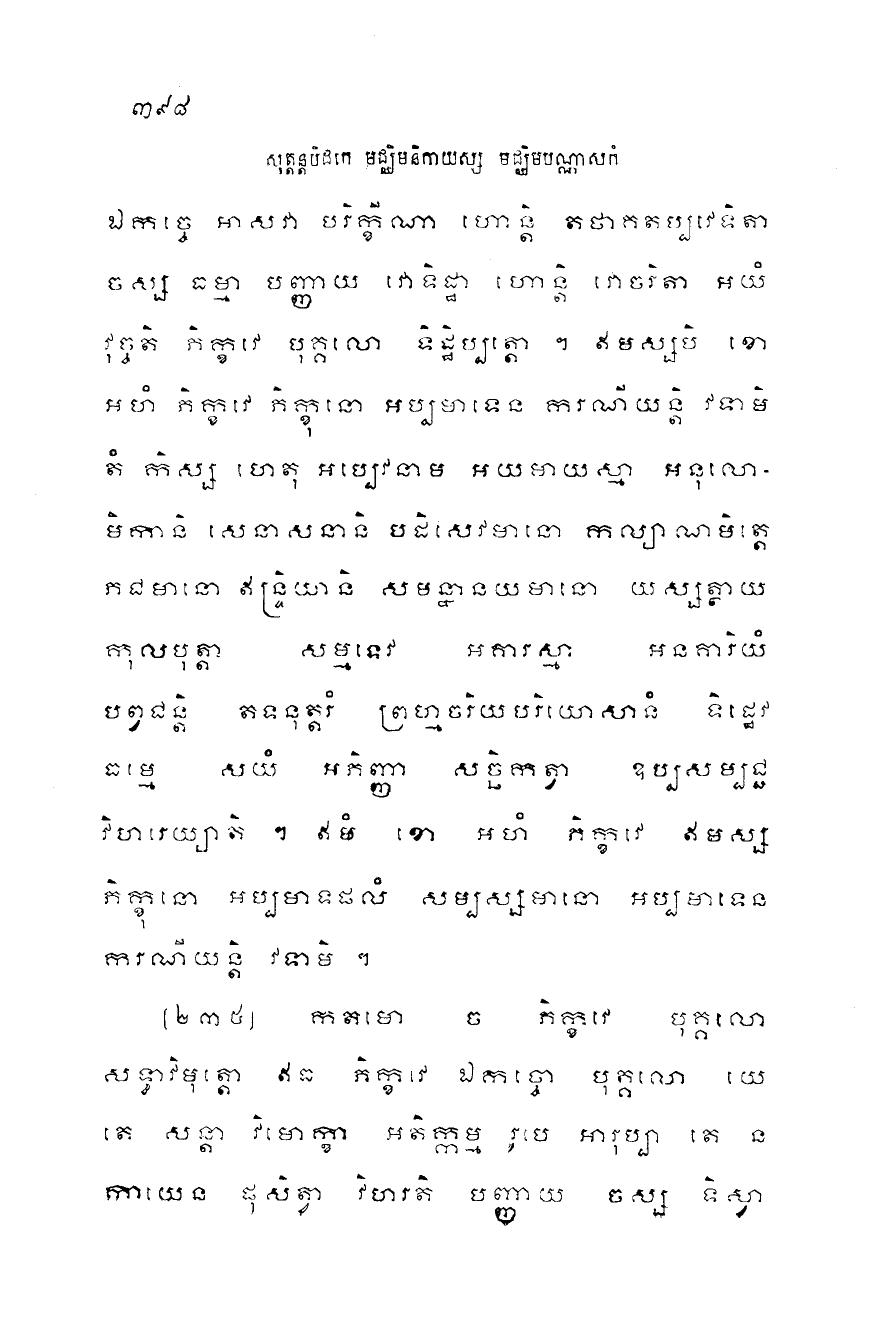 ៣៩៨
សុត្តន្តបិដកេ មជ្ឈិមនិកាយស្ស មជ្ឈិមបណ្ណាសកំ
ឯកច្ចេ អាសវា បរិក្ខីណា ហោន្តិ តថាគតប្បវេទិតា
ចស្ស ធម្មា បញ្ញាយ វោទិដ្ឋា ហោន្តិ វោចរិតា អយំ
វុច្ចតិ ភិក្ខវេ បុគ្គលោ ទិដ្ឋិប្បត្តោ ។ ឥមស្សបិ ខោ
អហំ ភិក្ខវេ ភិក្ខុនោ អប្បមាទេន ករណីយន្តិ វទាមិ
តំ កិស្ស ហេតុ អប្បេវនាម អយមាយស្មា អនុលោ-
មិកានិ សេនាសនានិ បដិសេវមានោ កល្យាណមិត្តេ
ភជមានោ ឥន្ទ្រិយានិ សមន្នានយមានោ យស្សត្ថាយ
កុលបុត្តា សម្មទេវ អគារស្មា អនគារិយំ
បព្វជន្តិ តទនុត្តរំ ព្រហ្មចរិយបរិយោសានំ ទិដ្ឋេវ
ធម្មេ សយំ អភិញ្ញា សច្ឆិកត្វា ឧប្បសម្បជ្ជ
វិហរេយ្យាតិ ។ ឥមំ ខោ អហំ ភិក្ខវេ ឥមស្ស
ភិក្ខុនោ អប្បមាទផលំ សម្បស្សមានោ អប្បមាទេន
ករណីយន្តិ វទាមិ ។
[២៣៥] កតមោ ច ភិក្ខវេ បុគ្គលោ
សទ្ធាវិមុត្តោ ឥធ ភិក្ខវេ ឯកច្ចោ បុគ្គលោ យេ
តេ សន្តា វិមោក្ខា អតិក្កម្ម រូបេ អារុប្បា តេ ន
កាយេន ផុសិត្វា វិហរតិ បញ្ញាយ ចស្ស ទិស្វា